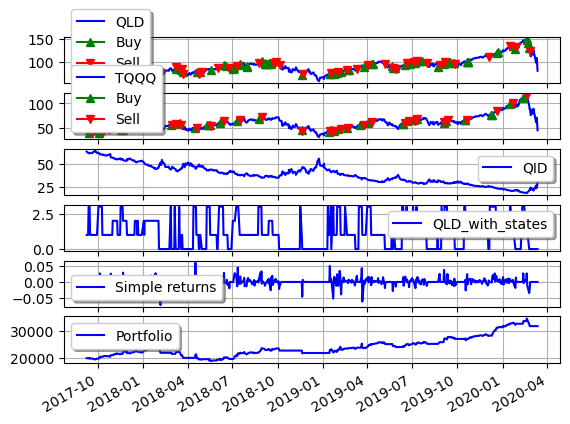 QLD
Buy
Sell
150
100
TQQQ
Buy
Sell
100
50
QID
50
25
QLD_with_states
2.5
0.0
Simple returns
0.05
0.00
−0.05
Portfolio
30000
20000
2017-10
2018-01
2018-04
2018-07
2018-10
2019-01
2019-04
2019-07
2019-10
2020-01
2020-04